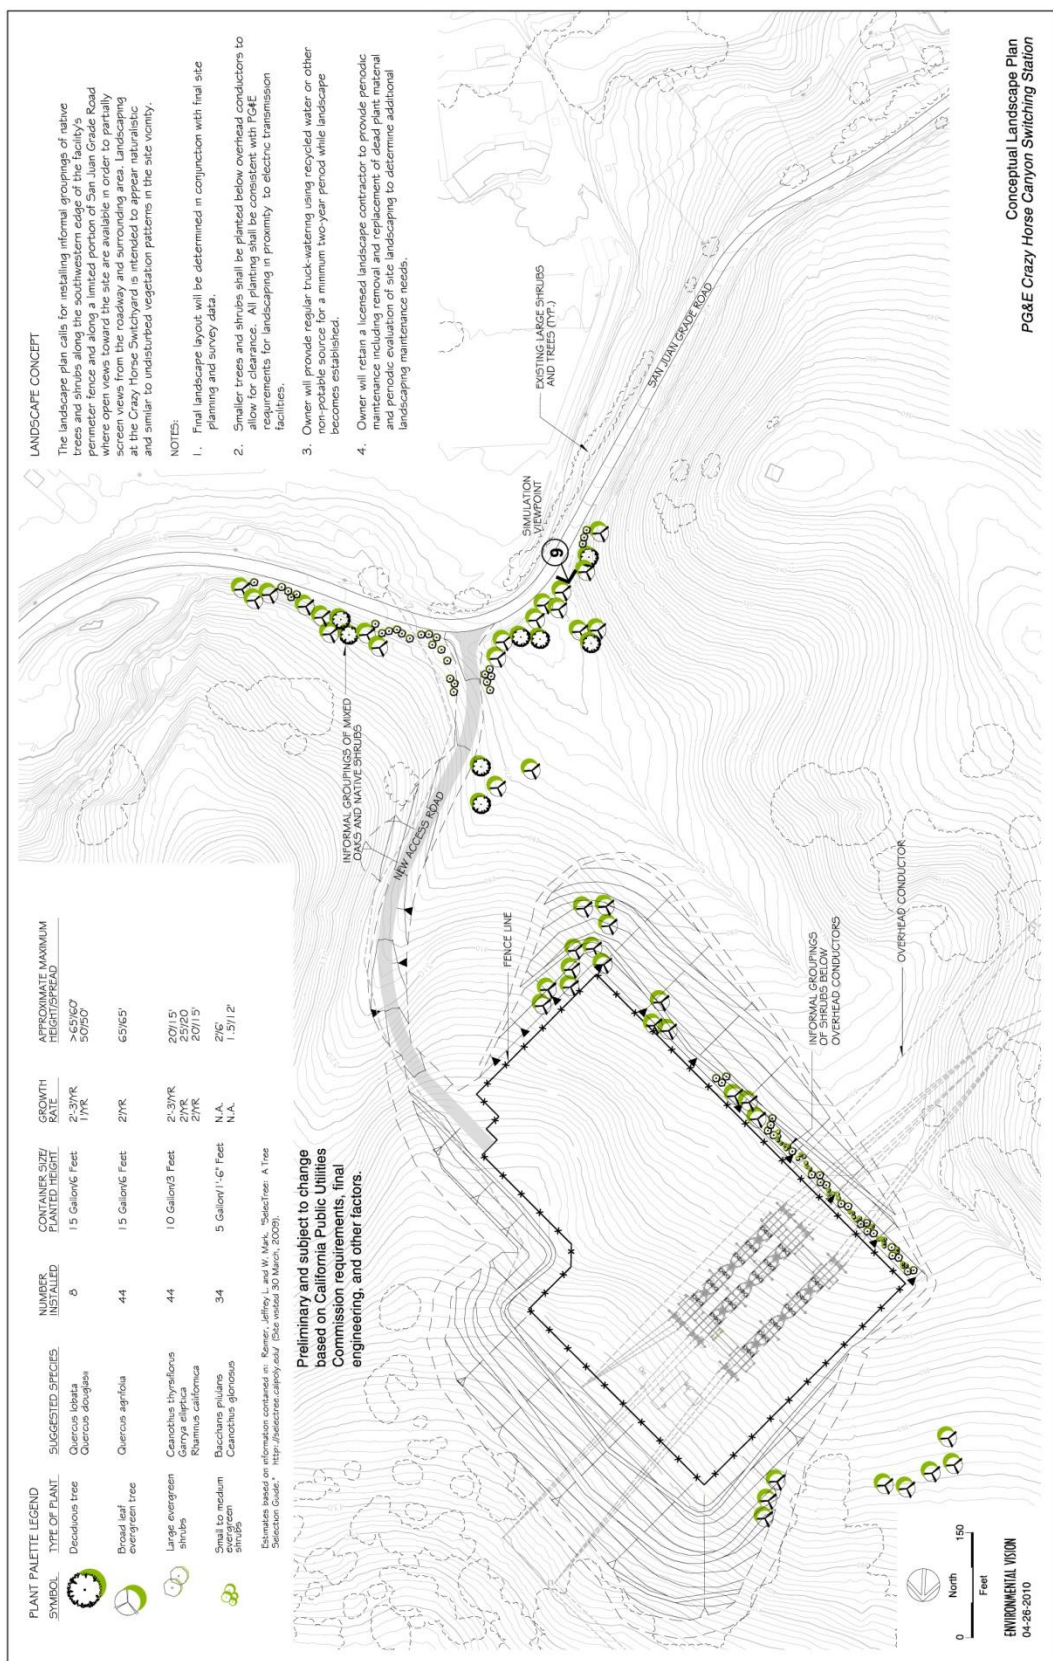 LANDSCAPE CONCEPT
The landscape plan calls for installing informal groupings of native
trees and shrubs along the southwestern edge of the facility's
perimeter fence and along a limited portion of San Juan Grade Road
where open views toward the site are available in order to partially
screen views from the roadway and surrounding area. Landscaping
at the Crazy Horse Switchyard is intended to appear naturalistic
and similar to undisturbed vegetation patterns in the site vicinity.
NOTES:
1. Final landscape layout will be determined in conjunction with final site
planning and survey data.
2. Smaller trees and shrubs shall be planted below overhead conductors to
allow for clearance. All planting shall be consistent with PG&E
requirements for landscaping in proximity to electric transmission
facilities.
3. Owner will provide regular truck-watering using recycled water or other
non-potable source for a minimum two-year period while landscape
becomes established.
4. Owner will retain a licensed landscape contractor to provide periodic
maintenance including removal and replacement of dead plant material
and periodic evaluation of site landscaping to determine additional
landscaping maintenance needs.
PLANT PALETTE LEGEND
SYMBOL TYPE OF PLANT SUGGESTED SPECIES NUMBER INSTALLED CONTAINER SIZE/ PLANTED HEIGHT GROWTH RATE APPROXIMATE MAXIMUM HEIGHT/SPREAD
Deciduous tree Quercus lobata 8 15 Gallon/6 Feet 2'-3'/YR >65'/60'
Quercus douglasii 1'/YR 50'/50'
Broad leaf
evergreen tree Quercus agrifolia 44 15 Gallon/6 Feet 2'/YR 65'/65'
Large evergreen
shrubs Ceanothus thyrsiflorus 44 10 Gallon/3 Feet 2'-3'/YR 20'/15'
Garrya elliptica 2'/YR 25'/20
Rhamnus californica 2'/YR 20'/15'
Small to medium
evergreen
shrubs Baccharis pilularis 34 5 Gallon/1'-6" Feet N.A. 2'/6'
Ceanothus gloriosus N.A. 1.5'/12'
Estimates based on information contained in: Reimer, Jeffrey L. and W. Mark. "SelecTree: A Tree
Selection Guide." http://selectree.calpoly.edu/ (Site visited 30 March, 2009).
Preliminary and subject to change
based on California Public Utilities
Commission requirements, final
engineering, and other factors.
INFORMAL GROUPINGS OF MIXED
OAKS AND NATIVE SHRUBS
NEW ACCESS ROAD
FENCE LINE
SIMULATION
VIEWPOINT
9
EXISTING LARGE SHRUBS
AND TREES (TYP.)
SAN JUAN GRADE ROAD
INFORMAL GROUPINGS
OF SHRUBS BELOW
OVERHEAD CONDUCTORS
OVERHEAD CONDUCTOR
North
0 150
Feet
ENVIRONMENTAL VISION
04-26-2010
Conceptual Landscape Plan
PG&E Crazy Horse Canyon Switching Station